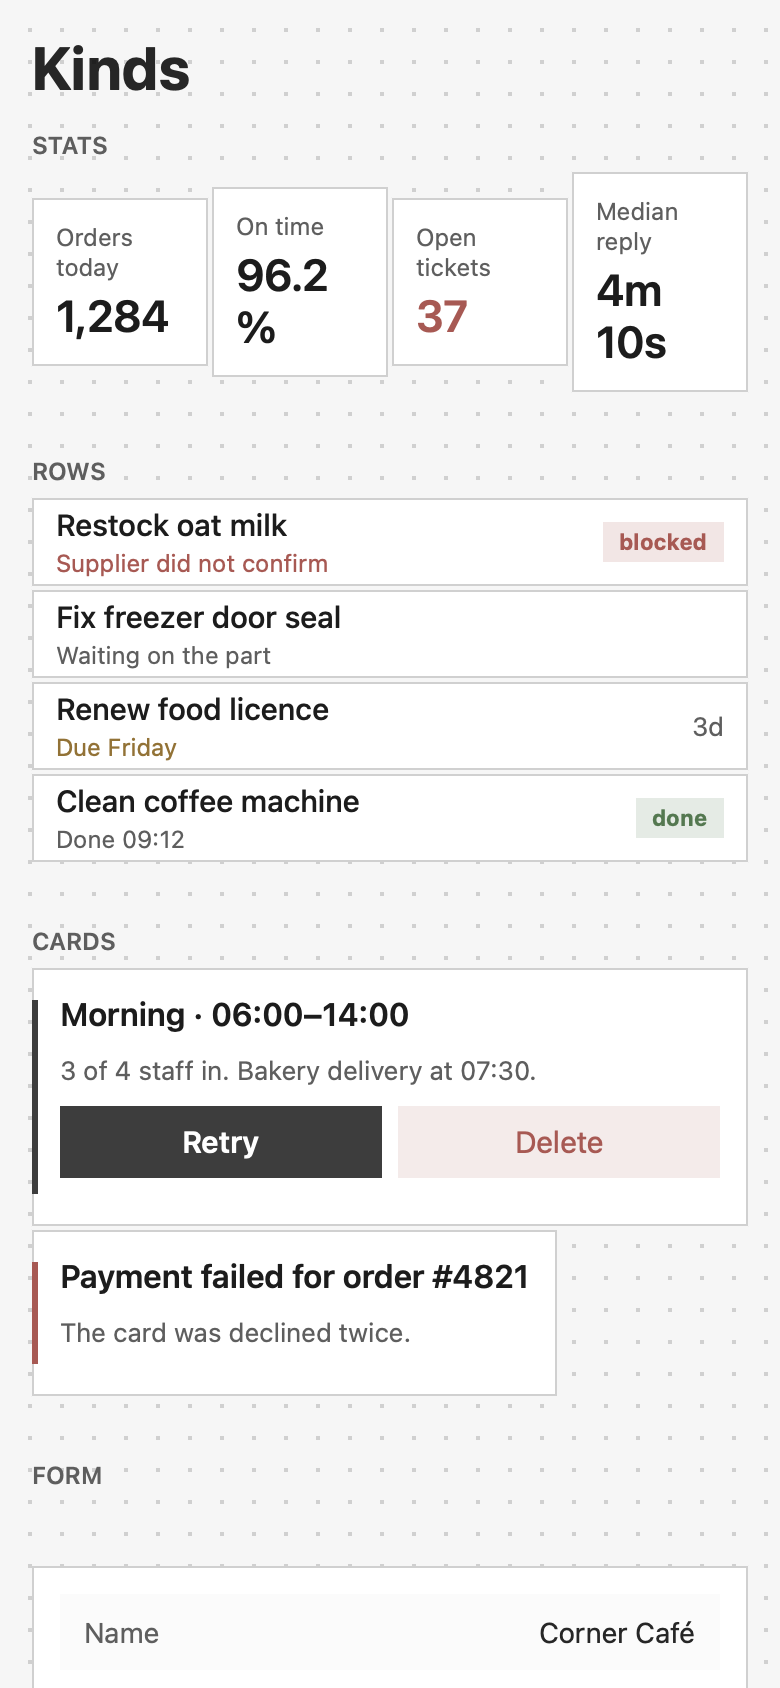 Kinds
STATS
Orders
today
1,284
On time
96.2
%
Open
tickets
37
Median
reply
4m
10s
ROWS
Restock oat milk
Supplier did not confirm
blocked
Fix freezer door seal
Waiting on the part
Renew food licence
Due Friday
3d
Clean coffee machine
Done 09:12
done
CARDS
Morning · 06:00–14:00
3 of 4 staff in. Bakery delivery at 07:30.
Retry
Delete
Payment failed for order #4821
The card was declined twice.
FORM
Name
Corner Café